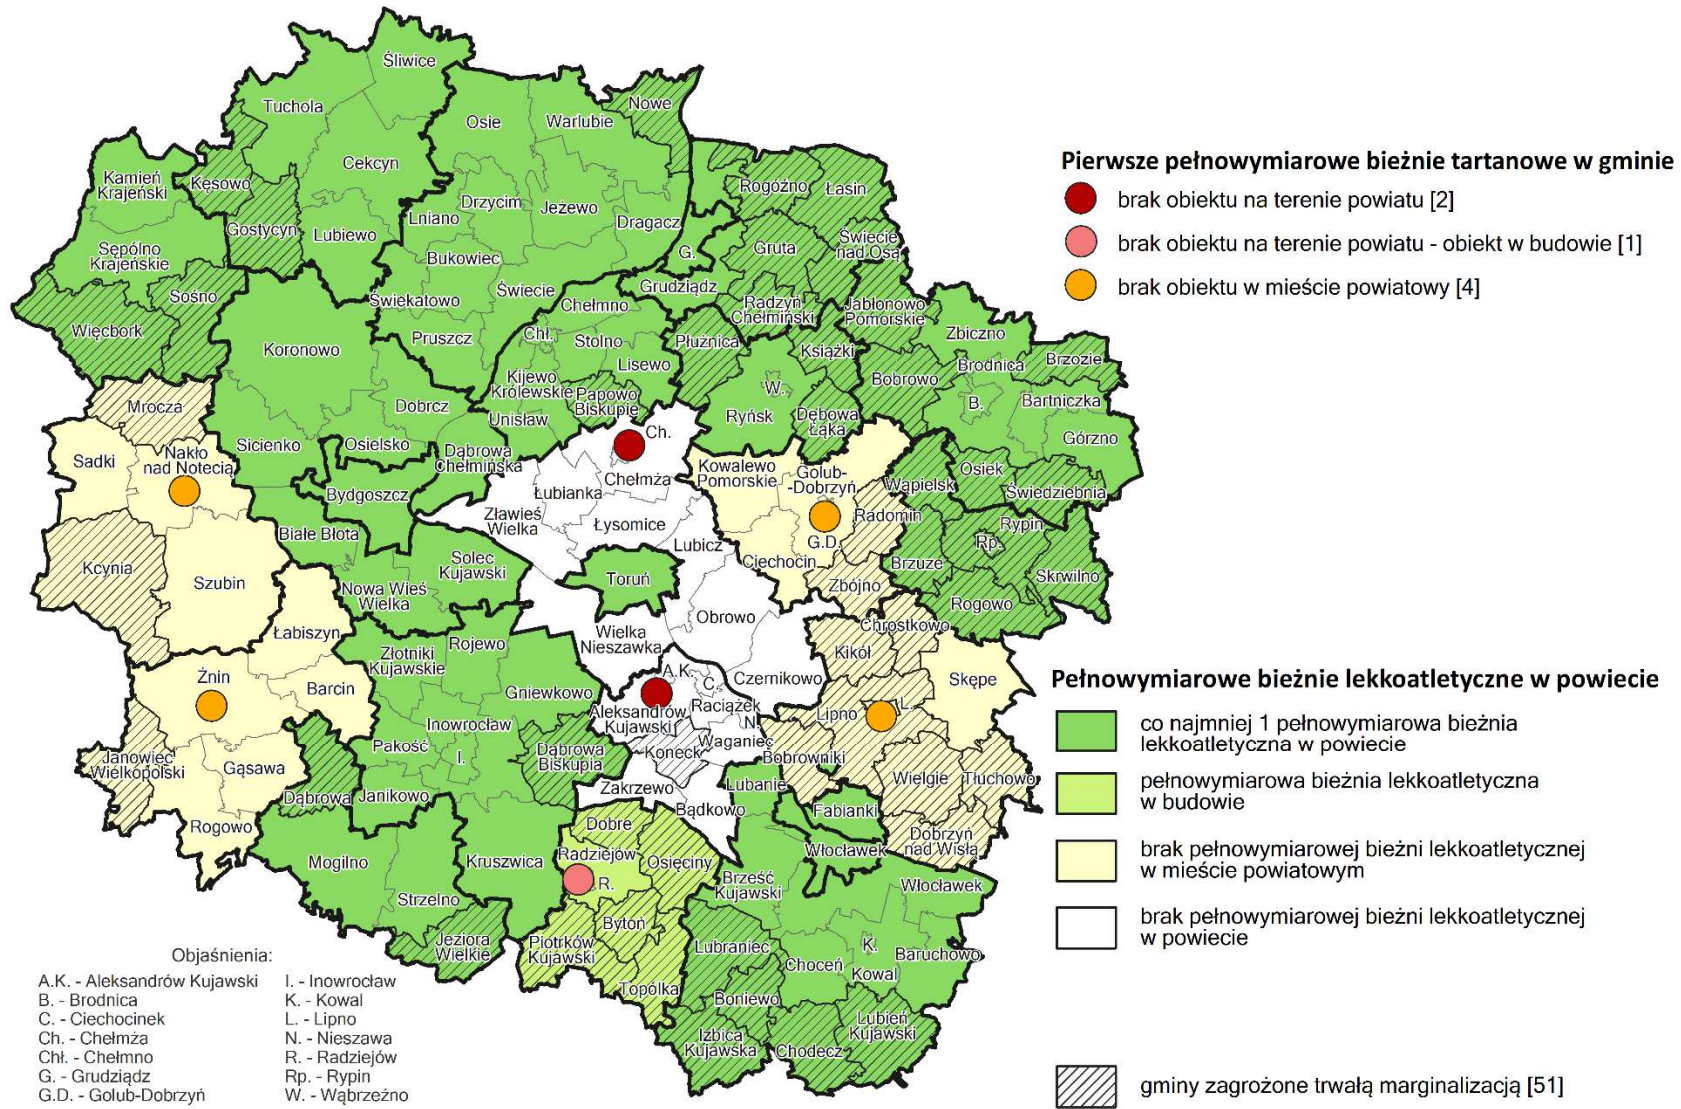 Śliwice
Tuchola
Nowe
Osie
Warlubie
Cekcyn
Kamień
Krajeński
Kęsowo
Rogóźno
Łasin
Drzycim
Jeżewo
Lniano
Dragacz
Gostycyn
Lubiewo
Sępólno
Krajeńskie
Gruta
Świecie
nad Osą
G.
Bukowiec
Świecie
Grudziądz
Sośno
Świekatowo
Chełmno
Radzyń
Chełmiński
Jabłonowo
Pomorskie
Więcbork
Zbiczno
Koronowo
Pruszcz
Chł.
Stolno
Płużnica
Książki
Brodnica
Brzozie
Lisewo
Kijewo
Królewskie
Papowo
Biskupie
W.
Bobrowo
B.
Bartniczka
Mrocza
Dobrcz
Unisław
Ryńsk
Dębowa
Łąka
Górzno
Sicienko
Osielsko
Dąbrowa
Chełmińska
Ch.
Sadki
Nakło
nad Notecią
Kowalewo
Pomorskie
Golub-
-Dobrzyń
Osiek
Wąpielsk
Świedziebnia
Bydgoszcz
Chełmża
Łubianka
Zławieś
Wielka
Łysomice
Radomin
Rypin
Białe Błota
G.D.
Rp.
Lubicz
Kcynia
Szubin
Solec
Kujawski
Ciechocin
Brzuze
Toruń
Skrwilno
Nowa Wieś
Wielka
Zbójno
Rogowo
Obrowo
Łabiszyn
Rojewo
Wielka
Nieszawka
Chrostkowo
Złotniki
Kujawskie
Kikół
Żnin
Barcin
Gniewkowo
A.K.
C.
Czernikowo
Skępe
Raciążek
Aleksandrów
Kujawski
N.
Lipno
L.
Inowrocław
Pakość
I.
Dąbrowa
Biskupia
Koneck
Waganiec
Bobrowniki
Janowiec
Wielkopolski
Gąsawa
Zakrzewo
Lubanie
Wielgie
Tłuchowo
Dąbrowa
Janikowo
Bądkowo
Fabianki
Rogowo
Dobre
Dobrzyń
nad Wisłą
Mogilno
Kruszwica
Radziejów
Osięciny
Włocławek
R.
Brześć
Kujawski
Włocławek
Strzelno
Bytoń
Jeziora
Wielkie
Piotrków
Kujawski
Lubraniec
K.
Kowal
Baruchowo
Choceń
Topólka
Boniewo
Lubień
Kujawski
Izbica
Kujawska
Chodecz
Pierwsze pełnowymiarowe bieżnie tartanowe w gminie
brak obiektu na terenie powiatu [2]
brak obiektu na terenie powiatu - obiekt w budowie [1]
brak obiektu w mieście powiatowy [4]
Pełnowymiarowe bieżnie lekkoatletyczne w powiecie
co najmniej 1 pełnowymiarowa bieżnia
lekkoatletyczna w powiecie
pełnowymiarowa bieżnia lekkoatletyczna
w budowie
brak pełnowymiarowej bieżni lekkoatletycznej
w mieście powiatowym
brak pełnowymiarowej bieżni lekkoatletycznej
w powiecie
gminy zagrożone trwałą marginalizacją [51]
Objaśnienia:
A.K. - Aleksandrów Kujawski
B. - Brodnica
C. - Ciechocinek
Ch. - Chełmża
Chł. - Chełmno
G. - Grudziądz
G.D. - Golub-Dobrzyń
I. - Inowrocław
K. - Kowal
L. - Lipno
N. - Nieszawa
R. - Radziejów
Rp. - Rypin
W. - Wąbrzeźno